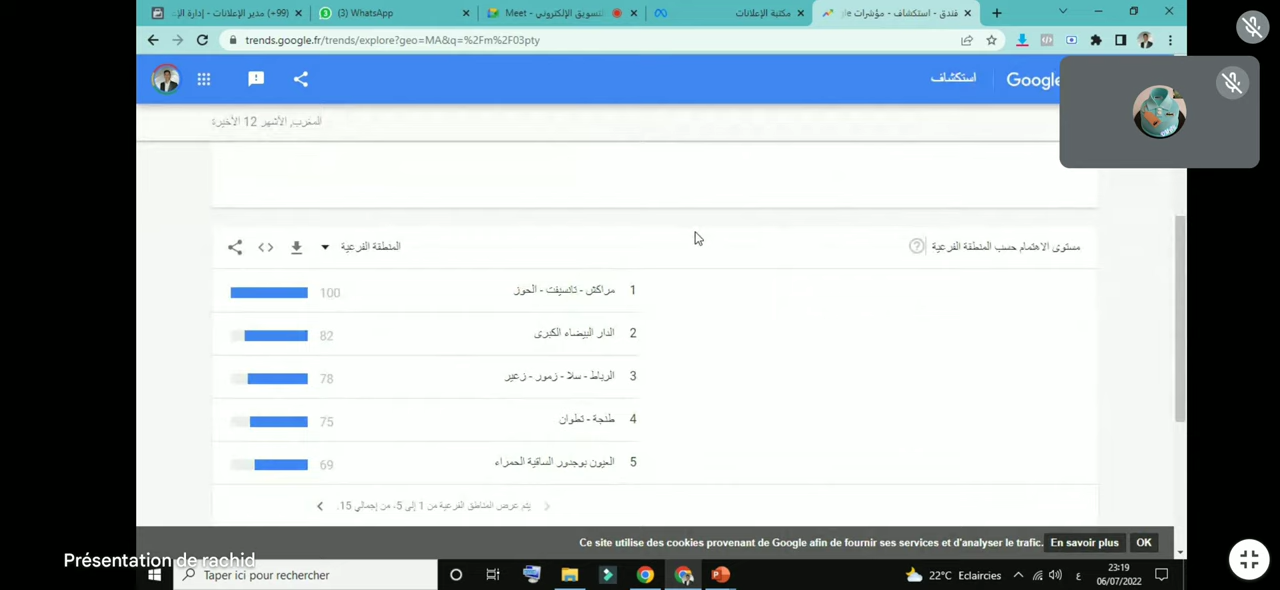 (99+) مدير الإعلانات - إدارة الإ
(3) WhatsApp
Meet - التسويق الإلكتروني
مكتبة الإعلانات
فندق - استكشاف - مؤشرات gle
trends.google.fr/trends/explore?geo=MA&q=%2Fm%2F03pty
استكشاف
Google
المغرب, الأشهر 12 الأخيرة
مستوى الاهتمام حسب المنطقة الفرعية
المنطقة الفرعية
1 مراكش - تانسيفت - الحوز 100
2 الدار البيضاء الكبرى 82
3 الرباط - سلا - زمور - زعير 78
4 طنجة - تطوان 75
5 العيون بوجدور الساقية الحمراء 69
يتم عرض المناطق الفرعية من 1 إلى 5، من إجمالي 15.
Ce site utilise des cookies provenant de Google afin de fournir ses services et d'analyser le trafic. En savoir plus OK
Présentation de rachid
Taper ici pour rechercher
22°C Eclaircies
ع
23:19
06/07/2022